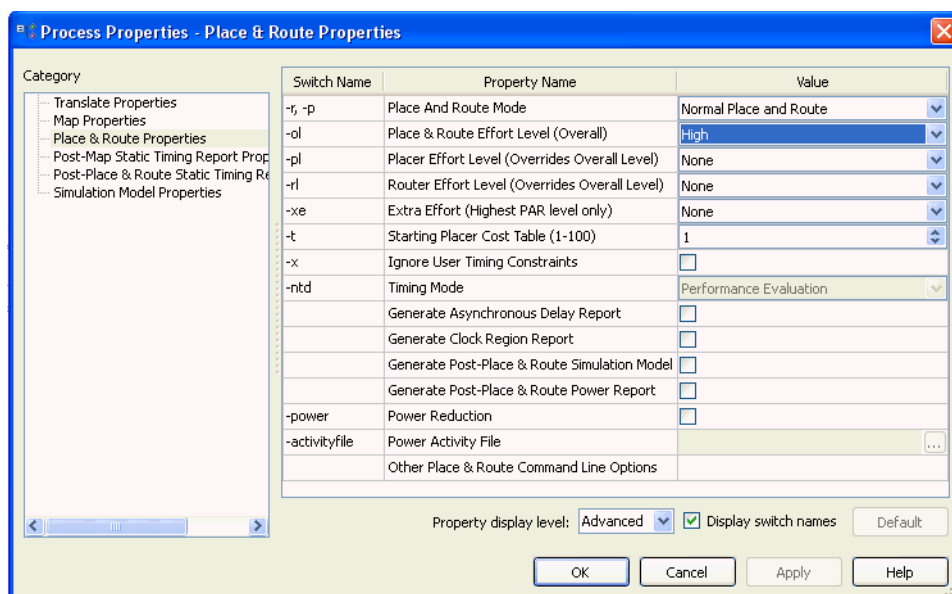 Process Properties - Place & Route Properties
Category
Translate Properties
Map Properties
Place & Route Properties
Post-Map Static Timing Report Prop
Post-Place & Route Static Timing Re
Simulation Model Properties
Switch Name Property Name Value
-r, -p Place And Route Mode Normal Place and Route
-ol Place & Route Effort Level (Overall) High
-pl Placer Effort Level (Overrides Overall Level) None
-rl Router Effort Level (Overrides Overall Level) None
-xe Extra Effort (Highest PAR level only) None
-t Starting Placer Cost Table (1-100) 1
-x Ignore User Timing Constraints
-ntd Timing Mode Performance Evaluation
Generate Asynchronous Delay Report
Generate Clock Region Report
Generate Post-Place & Route Simulation Model
Generate Post-Place & Route Power Report
-power Power Reduction
-activityfile Power Activity File ...
Other Place & Route Command Line Options
Property display level: Advanced Display switch names Default
OK Cancel Apply Help